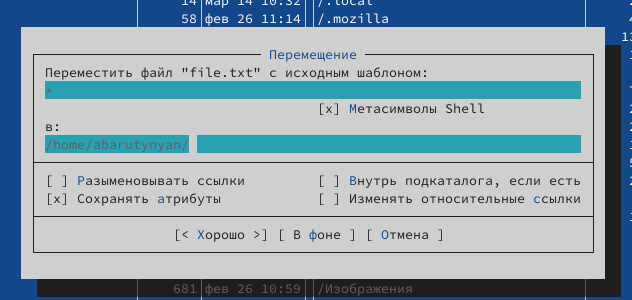 14 мар 14 10:32 /.local
58 фев 26 11:14 /.mozilla
Перемещение
Переместить файл "file.txt" с исходным шаблоном:
*
[x] Метасимволы Shell
в:
/home/abarutynyan/
[ ] Разыменовывать ссылки [ ] Внутрь подкаталога, если есть
[x] Сохранять атрибуты [ ] Изменять относительные ссылки
[< Хорошо >] [ В фоне ] [ Отмена ]
681 фев 26 10:59 /Изображения